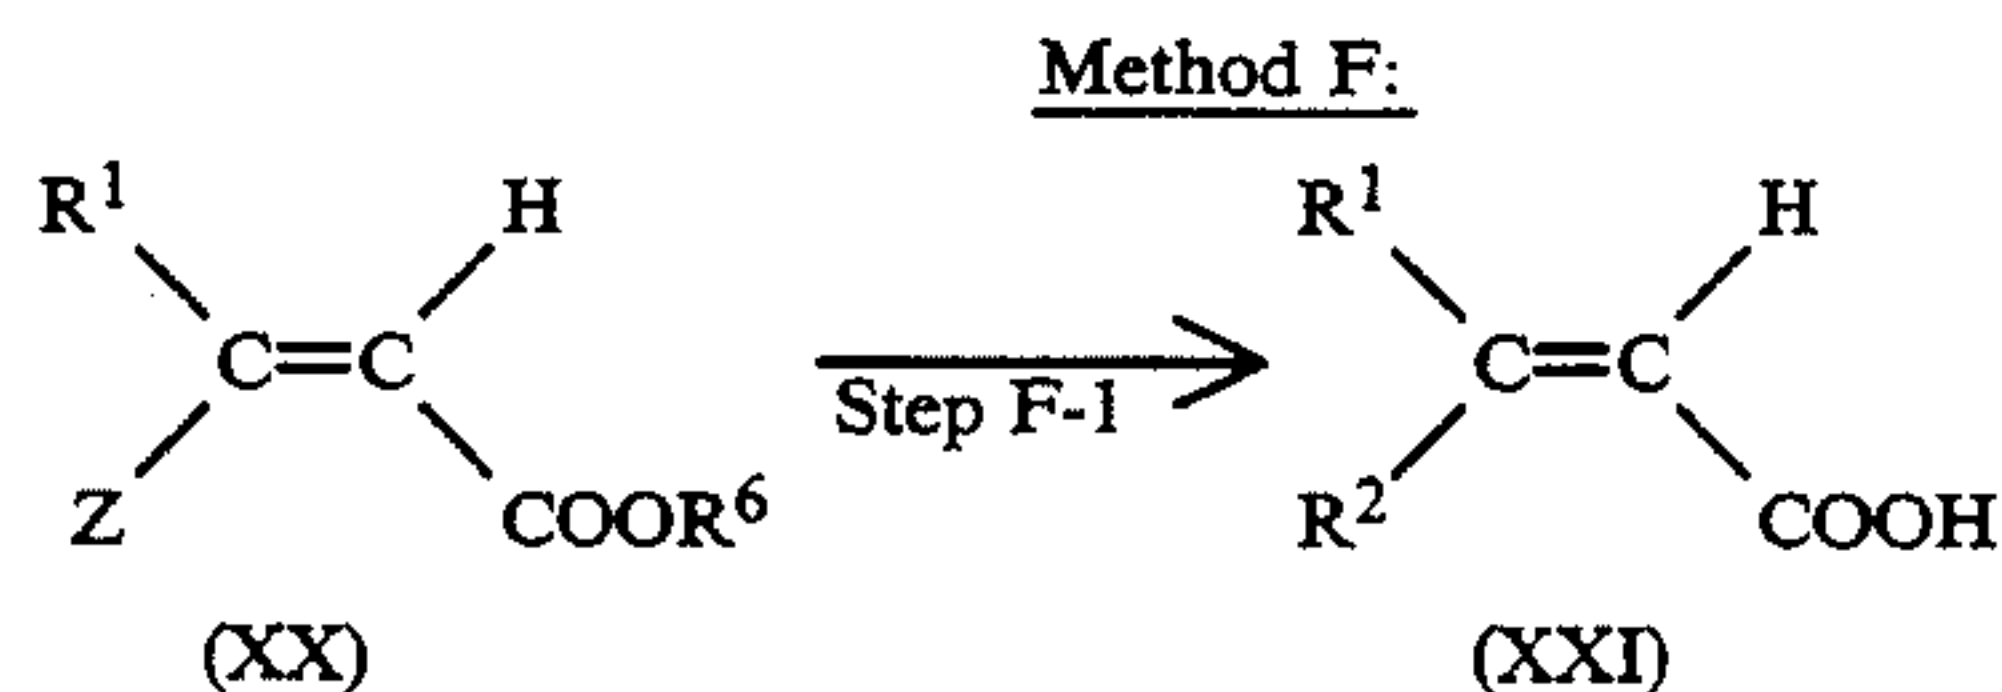 Method F:
R¹ H R¹ H
C=C Step F-1 C=C
Z COOR⁶ R² COOH
(XX) (XXI)